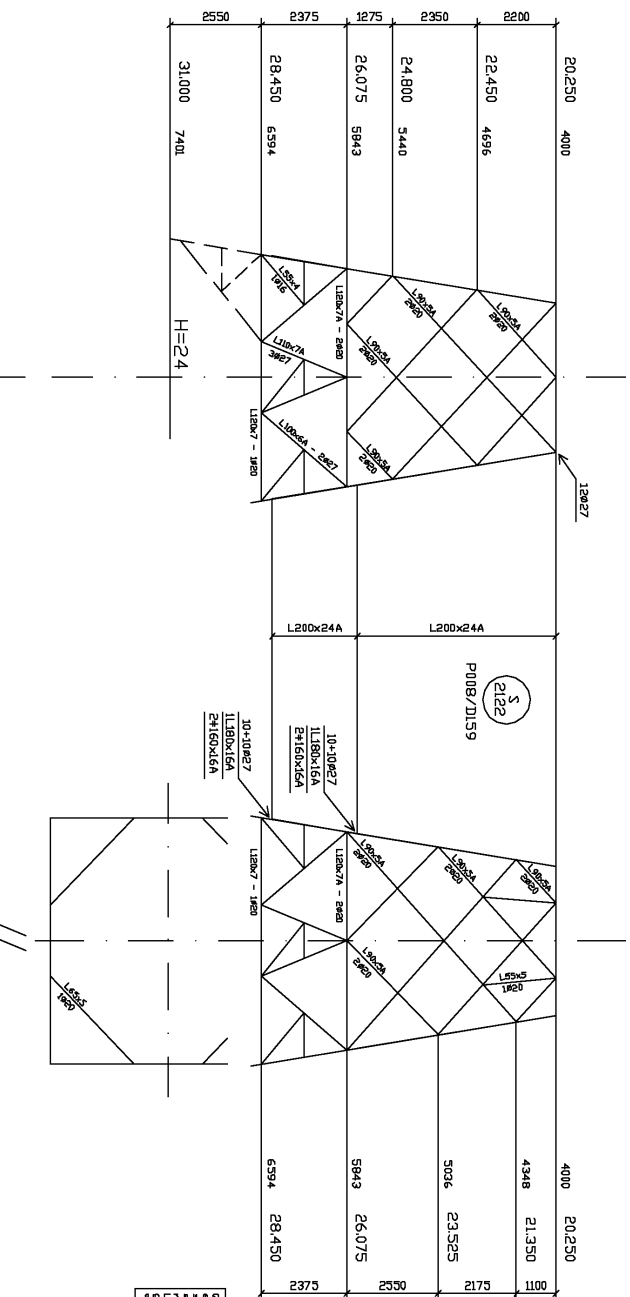 2550
2375
1275
2350
2200
31.000
28.450
26.075
24.800
22.450
20.250
7401
6594
5843
5440
4696
4000
L55x4
1ø16
L120x7A - 2ø20
L90x5A
2ø20
L90x5A
2ø20
L90x5A
2ø20
L110x7A
3ø27
H=24
L100x6A - 2ø27
L90x5A
2ø20
L120x7 - 1ø20
12ø27
L200x24A
L200x24A
2122
P008/D159
10+10ø27
1L180x16A
2#160x16A
10+10ø27
1L180x16A
2#160x16A
L120x7 - 1ø20
L120x7A - 2ø20
L90x5A
2ø20
L90x5A
2ø20
L90x5A
2ø20
L90x5A
2ø20
L55x5
1ø20
L65x5
1ø20
6594
5843
5036
4348
4000
28.450
26.075
23.525
21.350
20.250
2375
2550
2175
1100